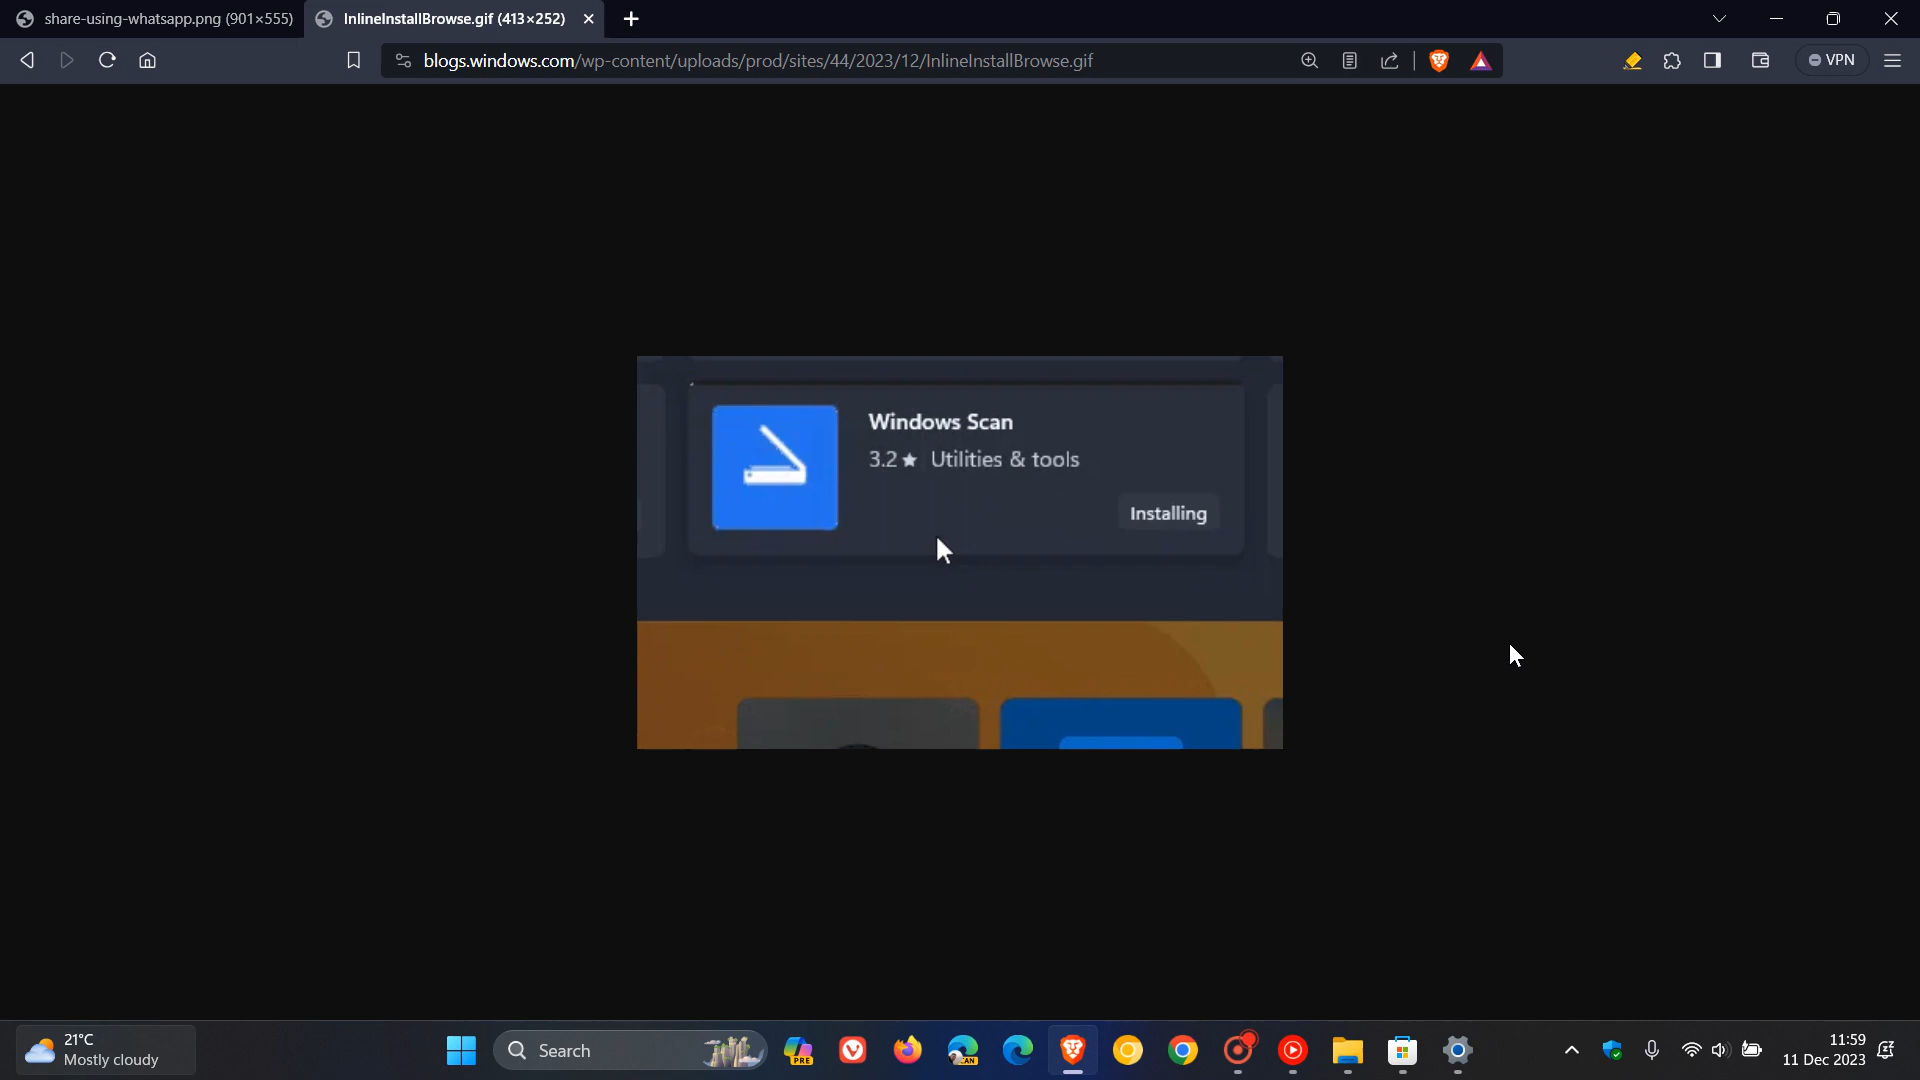 share-using-whatsapp.png (901×555)
InlineInstallBrowse.gif (413×252)
blogs.windows.com/wp-content/uploads/prod/sites/44/2023/12/InlineInstallBrowse.gif
VPN
Windows Scan
3.2★ Utilities & tools
Installing
21°C
Mostly cloudy
Search
PRE
CAN
11:59
11 Dec 2023